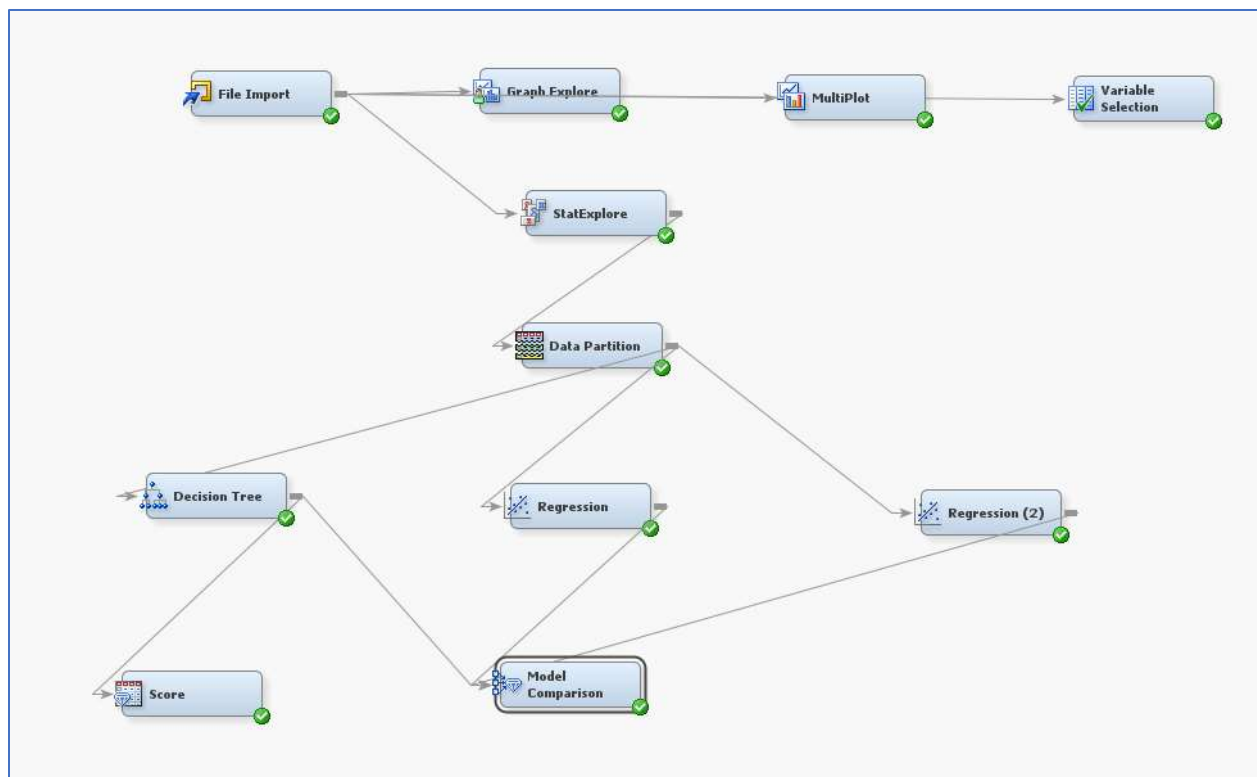 File Import
Graph Explore
MultiPlot
Variable
Selection
StatExplore
Data Partition
Decision Tree
Regression
Regression (2)
Score
Model
Comparison